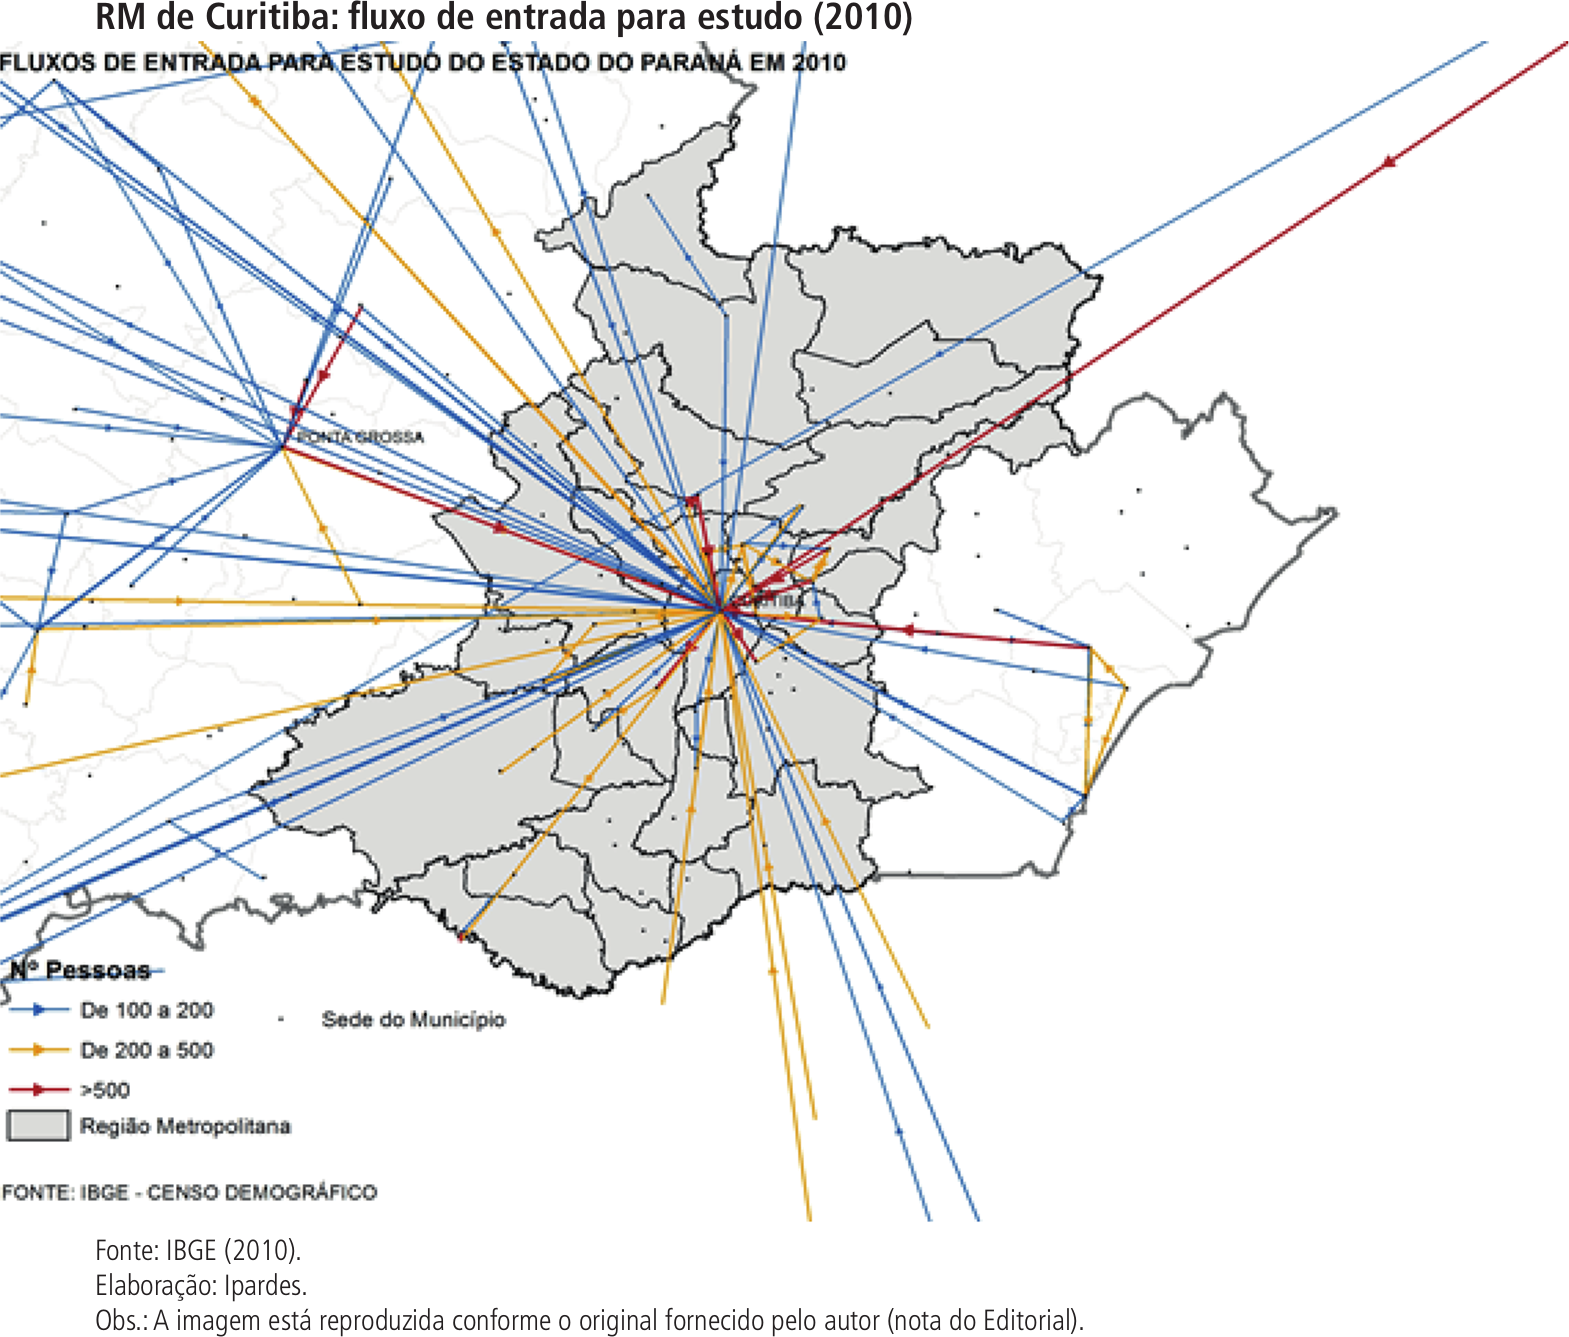 RM de Curitiba: fluxo de entrada para estudo (2010)
FLUXOS DE ENTRADA PARA ESTUDO DO ESTADO DO PARANÁ EM 2010
PONTA GROSSA
CURITIBA
Nº Pessoas
De 100 a 200
Sede do Município
De 200 a 500
>500
Região Metropolitana
FONTE: IBGE - CENSO DEMOGRÁFICO
Fonte: IBGE (2010).
Elaboração: Ipardes.
Obs.: A imagem está reproduzida conforme o original fornecido pelo autor (nota do Editorial).